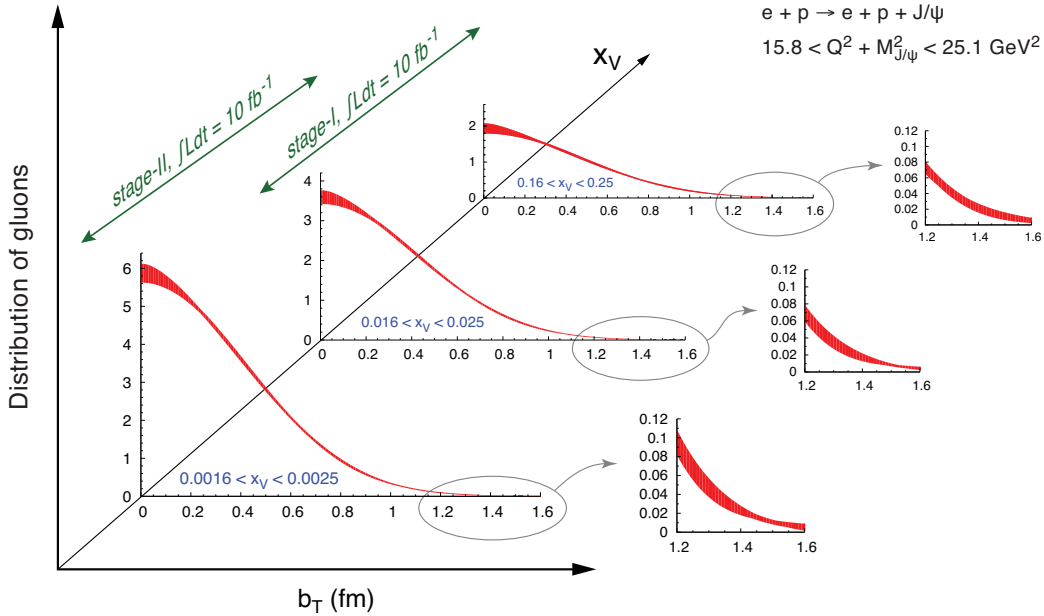 e + p → e + p + J/ψ
15.8 < Q² + M²J/ψ < 25.1 GeV²
stage-II, ∫Ldt = 10 fb⁻¹
stage-I, ∫Ldt = 10 fb⁻¹
xV
Distribution of gluons
bT (fm)
2
1
0
0.16 < xV < 0.25
0 0.2 0.4 0.6 0.8 1 1.2 1.4 1.6
0.12
0.1
0.08
0.06
0.04
0.02
0
1.2 1.4 1.6
4
3
2
1
0
0.016 < xV < 0.025
0 0.2 0.4 0.6 0.8 1 1.2 1.4 1.6
0.12
0.1
0.08
0.06
0.04
0.02
0
1.2 1.4 1.6
6
5
4
3
2
1
0
0.0016 < xV < 0.0025
0 0.2 0.4 0.6 0.8 1 1.2 1.4 1.6
0.12
0.1
0.08
0.06
0.04
0.02
0
1.2 1.4 1.6